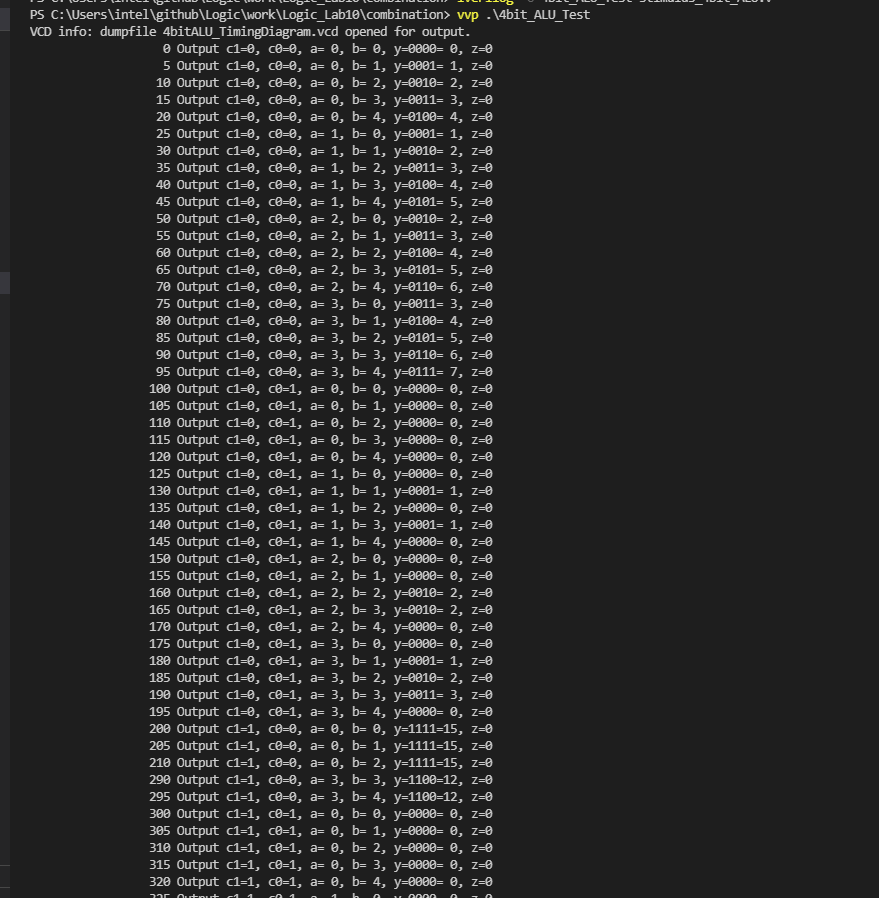 PS C:\Users\intel\github\Logic\work\Logic_Lab10\combination>
PS C:\Users\intel\github\Logic\work\Logic_Lab10\combination> vvp .\4bit_ALU_Test
VCD info: dumpfile 4bitALU_TimingDiagram.vcd opened for output.
0 Output c1=0, c0=0, a= 0, b= 0, y=0000= 0, z=0
5 Output c1=0, c0=0, a= 0, b= 1, y=0001= 1, z=0
10 Output c1=0, c0=0, a= 0, b= 2, y=0010= 2, z=0
15 Output c1=0, c0=0, a= 0, b= 3, y=0011= 3, z=0
20 Output c1=0, c0=0, a= 0, b= 4, y=0100= 4, z=0
25 Output c1=0, c0=0, a= 1, b= 0, y=0001= 1, z=0
30 Output c1=0, c0=0, a= 1, b= 1, y=0010= 2, z=0
35 Output c1=0, c0=0, a= 1, b= 2, y=0011= 3, z=0
40 Output c1=0, c0=0, a= 1, b= 3, y=0100= 4, z=0
45 Output c1=0, c0=0, a= 1, b= 4, y=0101= 5, z=0
50 Output c1=0, c0=0, a= 2, b= 0, y=0010= 2, z=0
55 Output c1=0, c0=0, a= 2, b= 1, y=0011= 3, z=0
60 Output c1=0, c0=0, a= 2, b= 2, y=0100= 4, z=0
65 Output c1=0, c0=0, a= 2, b= 3, y=0101= 5, z=0
70 Output c1=0, c0=0, a= 2, b= 4, y=0110= 6, z=0
75 Output c1=0, c0=0, a= 3, b= 0, y=0011= 3, z=0
80 Output c1=0, c0=0, a= 3, b= 1, y=0100= 4, z=0
85 Output c1=0, c0=0, a= 3, b= 2, y=0101= 5, z=0
90 Output c1=0, c0=0, a= 3, b= 3, y=0110= 6, z=0
95 Output c1=0, c0=0, a= 3, b= 4, y=0111= 7, z=0
100 Output c1=0, c0=1, a= 0, b= 0, y=0000= 0, z=0
105 Output c1=0, c0=1, a= 0, b= 1, y=0000= 0, z=0
110 Output c1=0, c0=1, a= 0, b= 2, y=0000= 0, z=0
115 Output c1=0, c0=1, a= 0, b= 3, y=0000= 0, z=0
120 Output c1=0, c0=1, a= 0, b= 4, y=0000= 0, z=0
125 Output c1=0, c0=1, a= 1, b= 0, y=0000= 0, z=0
130 Output c1=0, c0=1, a= 1, b= 1, y=0001= 1, z=0
135 Output c1=0, c0=1, a= 1, b= 2, y=0000= 0, z=0
140 Output c1=0, c0=1, a= 1, b= 3, y=0001= 1, z=0
145 Output c1=0, c0=1, a= 1, b= 4, y=0000= 0, z=0
150 Output c1=0, c0=1, a= 2, b= 0, y=0000= 0, z=0
155 Output c1=0, c0=1, a= 2, b= 1, y=0000= 0, z=0
160 Output c1=0, c0=1, a= 2, b= 2, y=0010= 2, z=0
165 Output c1=0, c0=1, a= 2, b= 3, y=0010= 2, z=0
170 Output c1=0, c0=1, a= 2, b= 4, y=0000= 0, z=0
175 Output c1=0, c0=1, a= 3, b= 0, y=0000= 0, z=0
180 Output c1=0, c0=1, a= 3, b= 1, y=0001= 1, z=0
185 Output c1=0, c0=1, a= 3, b= 2, y=0010= 2, z=0
190 Output c1=0, c0=1, a= 3, b= 3, y=0011= 3, z=0
195 Output c1=0, c0=1, a= 3, b= 4, y=0000= 0, z=0
200 Output c1=1, c0=0, a= 0, b= 0, y=1111=15, z=0
205 Output c1=1, c0=0, a= 0, b= 1, y=1111=15, z=0
210 Output c1=1, c0=0, a= 0, b= 2, y=1111=15, z=0
290 Output c1=1, c0=0, a= 3, b= 3, y=1100=12, z=0
295 Output c1=1, c0=0, a= 3, b= 4, y=1100=12, z=0
300 Output c1=1, c0=1, a= 0, b= 0, y=0000= 0, z=0
305 Output c1=1, c0=1, a= 0, b= 1, y=0000= 0, z=0
310 Output c1=1, c0=1, a= 0, b= 2, y=0000= 0, z=0
315 Output c1=1, c0=1, a= 0, b= 3, y=0000= 0, z=0
320 Output c1=1, c0=1, a= 0, b= 4, y=0000= 0, z=0